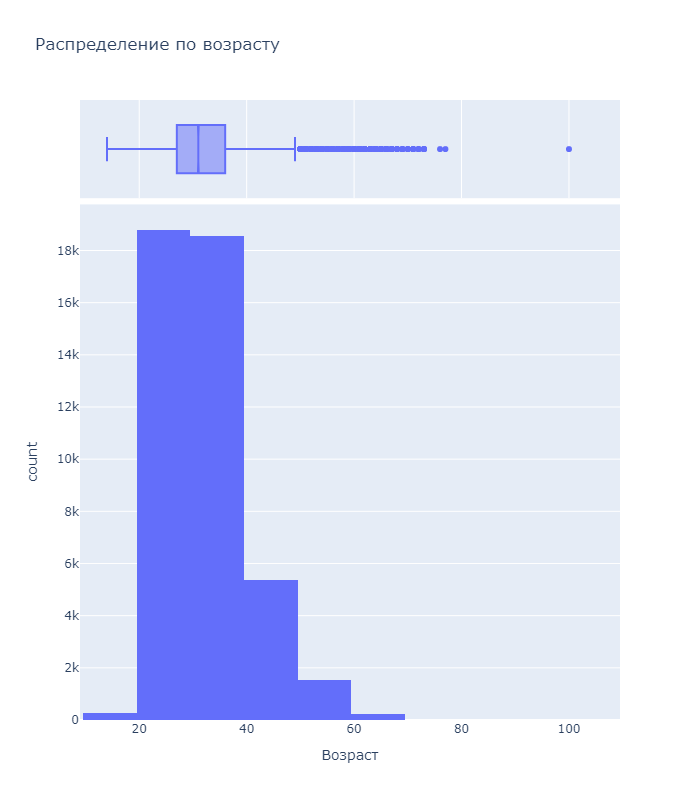 Распределение по возрасту
18k
16k
14k
12k
10k
8k
6k
4k
2k
0
count
20 40 60 80 100
Возраст